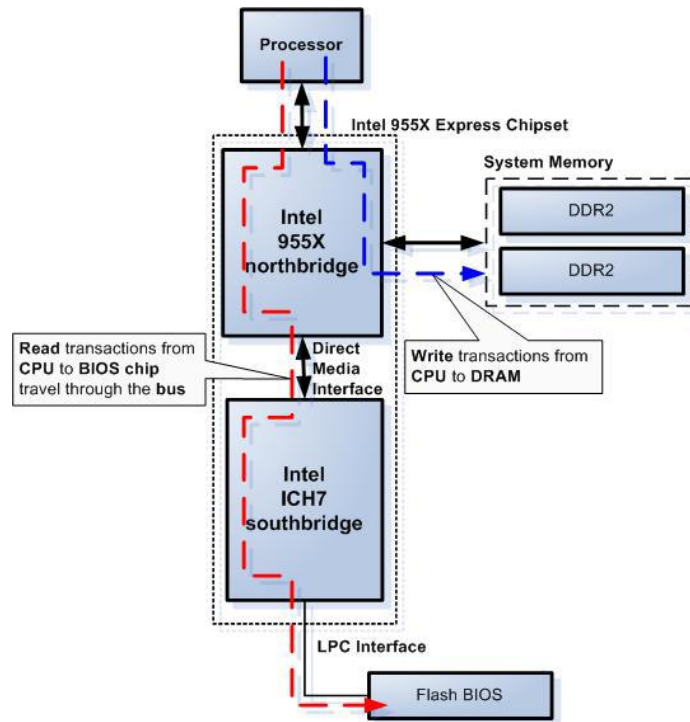 Processor
Intel 955X Express Chipset
System Memory
Intel
955X
northbridge
DDR2
DDR2
Read transactions from
CPU to BIOS chip
travel through the bus
Direct
Media
Interface
Write transactions from
CPU to DRAM
Intel
ICH7
southbridge
LPC Interface
Flash BIOS